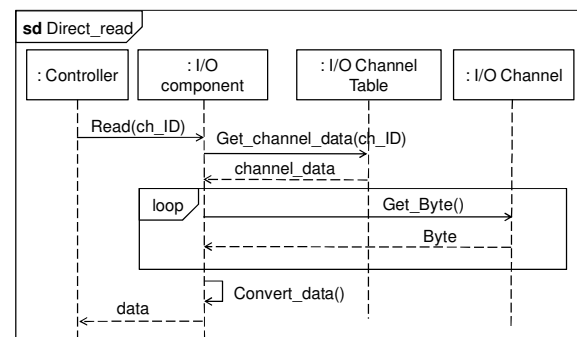 sd Direct_read
: Controller
: I/O
component
: I/O Channel
Table
: I/O Channel
Read(ch_ID)
Get_channel_data(ch_ID)
channel_data
loop
Get_Byte()
Byte
Convert_data()
data